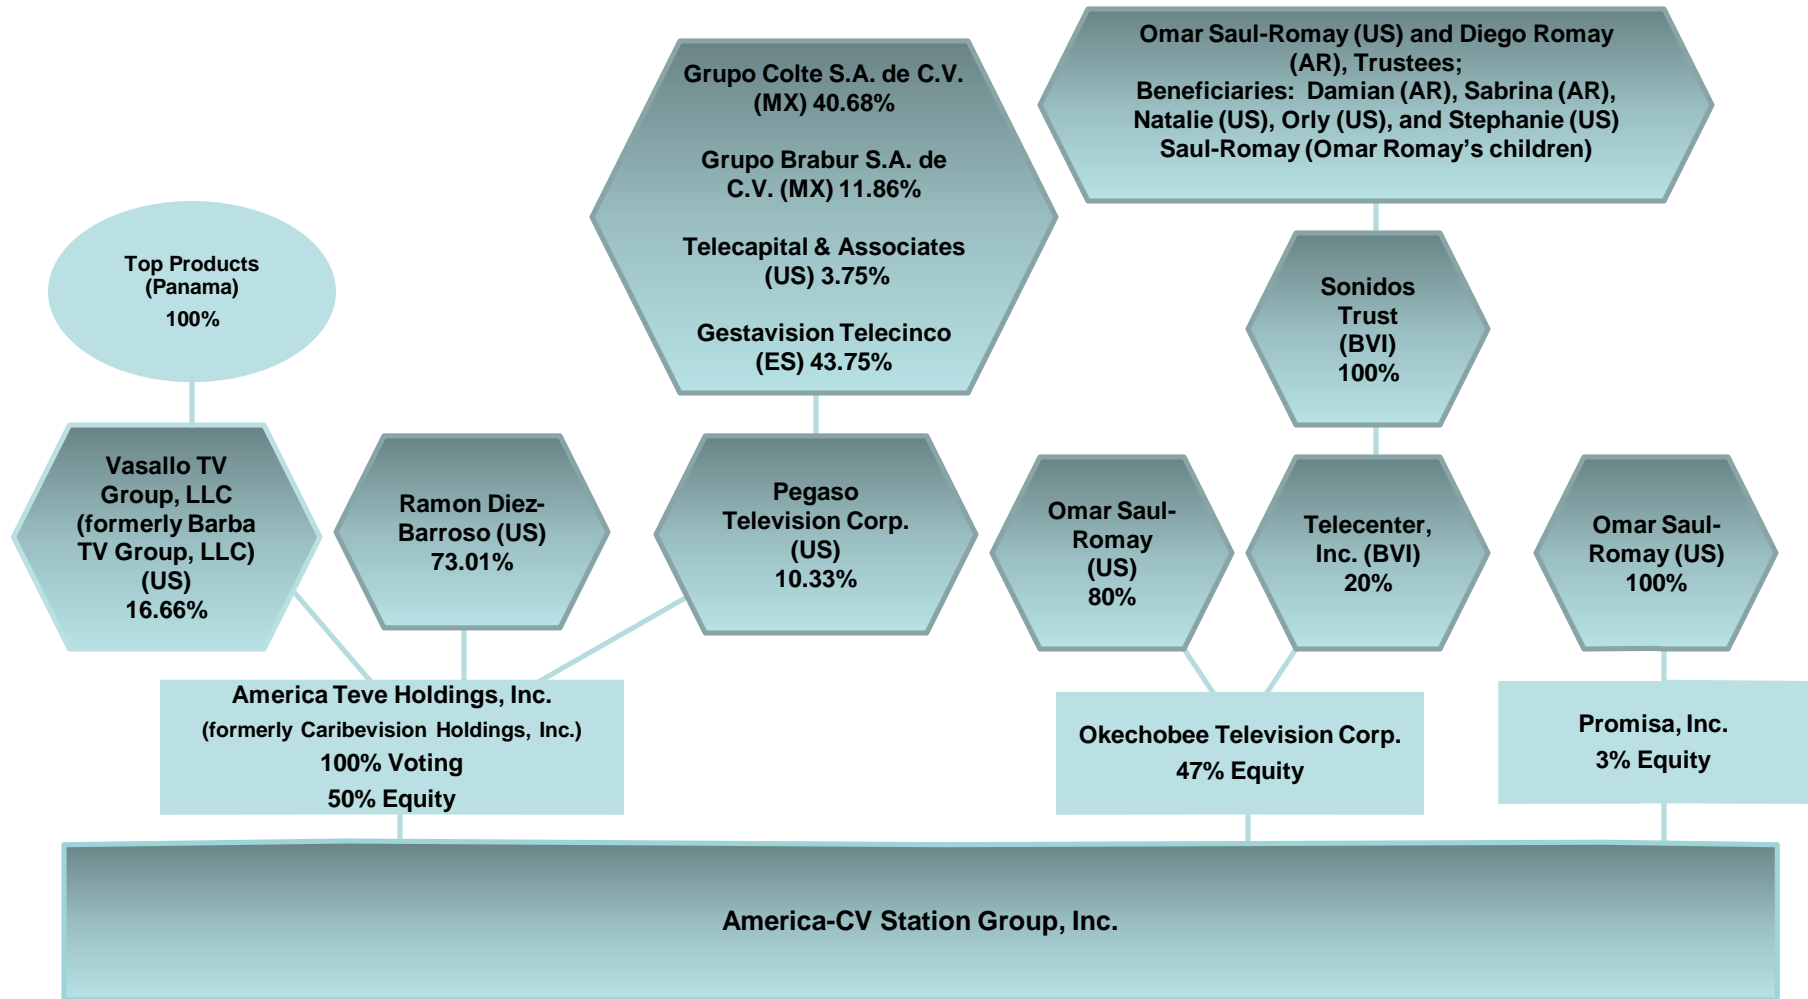 Omar Saul-Romay (US) and Diego Romay
(AR), Trustees;
Beneficiaries: Damian (AR), Sabrina (AR),
Natalie (US), Orly (US), and Stephanie (US)
Saul-Romay (Omar Romay’s children)
Grupo Colte S.A. de C.V.
(MX) 40.68%
Grupo Brabur S.A. de
C.V. (MX) 11.86%
Telecapital & Associates
(US) 3.75%
Gestavision Telecinco
(ES) 43.75%
Top Products
(Panama)
100%
Sonidos
Trust
(BVI)
100%
Vasallo TV
Group, LLC
(formerly Barba
TV Group, LLC)
(US)
16.66%
Ramon Diez-
Barroso (US)
73.01%
Pegaso
Television Corp.
(US)
10.33%
Omar Saul-
Romay
(US)
80%
Telecenter,
Inc. (BVI)
20%
Omar Saul-
Romay (US)
100%
America Teve Holdings, Inc.
(formerly Caribevision Holdings, Inc.)
100% Voting
50% Equity
Okechobee Television Corp.
47% Equity
Promisa, Inc.
3% Equity
America-CV Station Group, Inc.